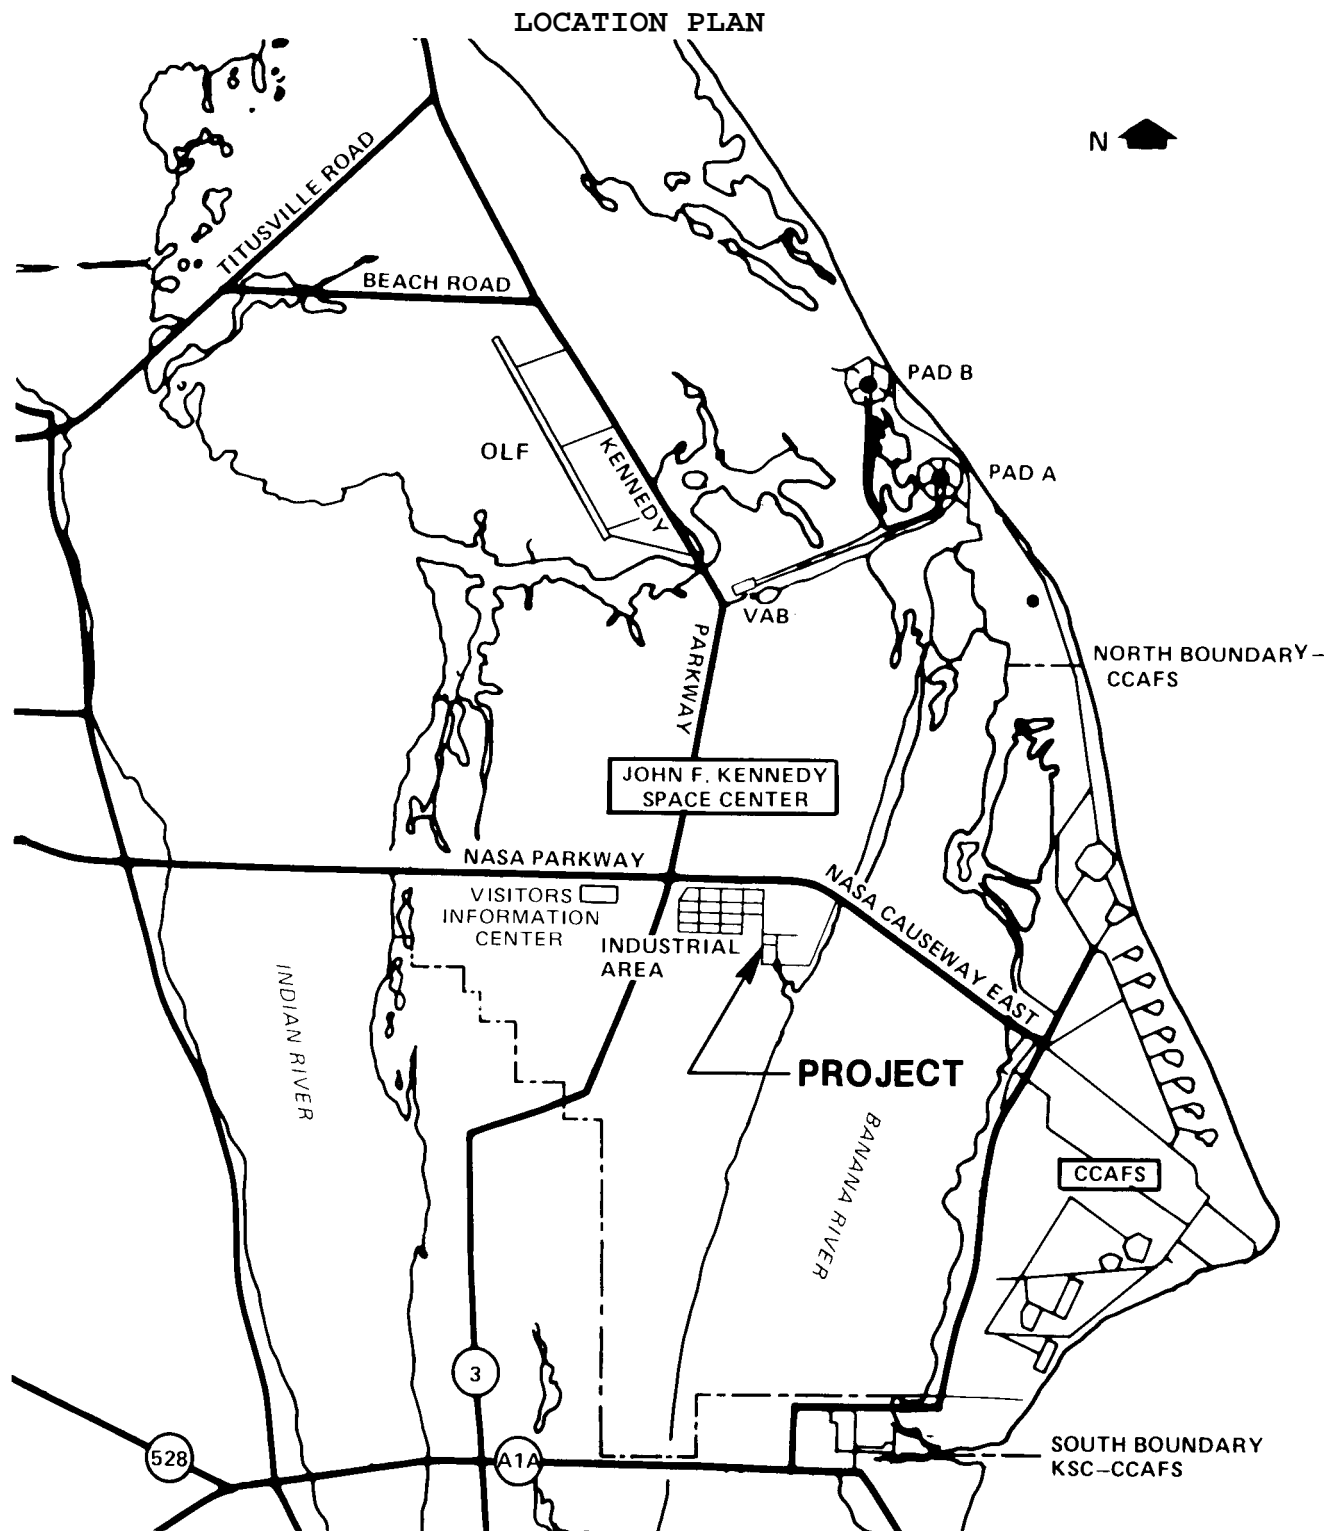 LOCATION PLAN
N
TITUSVILLE ROAD
BEACH ROAD
PAD B
OLF
KENNEDY
PAD A
VAB
PARKWAY
NORTH BOUNDARY–
CCAFS
JOHN F. KENNEDY
SPACE CENTER
NASA PARKWAY
VISITORS
INFORMATION
CENTER
NASA CAUSEWAY EAST
INDUSTRIAL
AREA
INDIAN RIVER
PROJECT
BANANA RIVER
CCAFS
3
528
A1A
SOUTH BOUNDARY
KSC–CCAFS